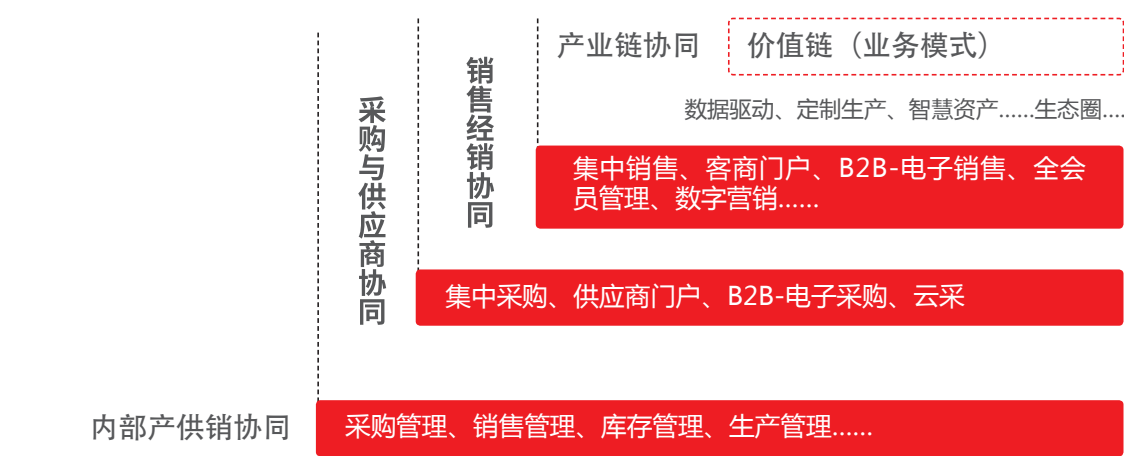 产业链协同
价值链（业务模式）
数据驱动、定制生产、智慧资产......生态圈....
销售经销协同
集中销售、客商门户、B2B-电子销售、全会
员管理、数字营销......
采购与供应商协同
集中采购、供应商门户、B2B-电子采购、云采
内部产供销协同
采购管理、销售管理、库存管理、生产管理......